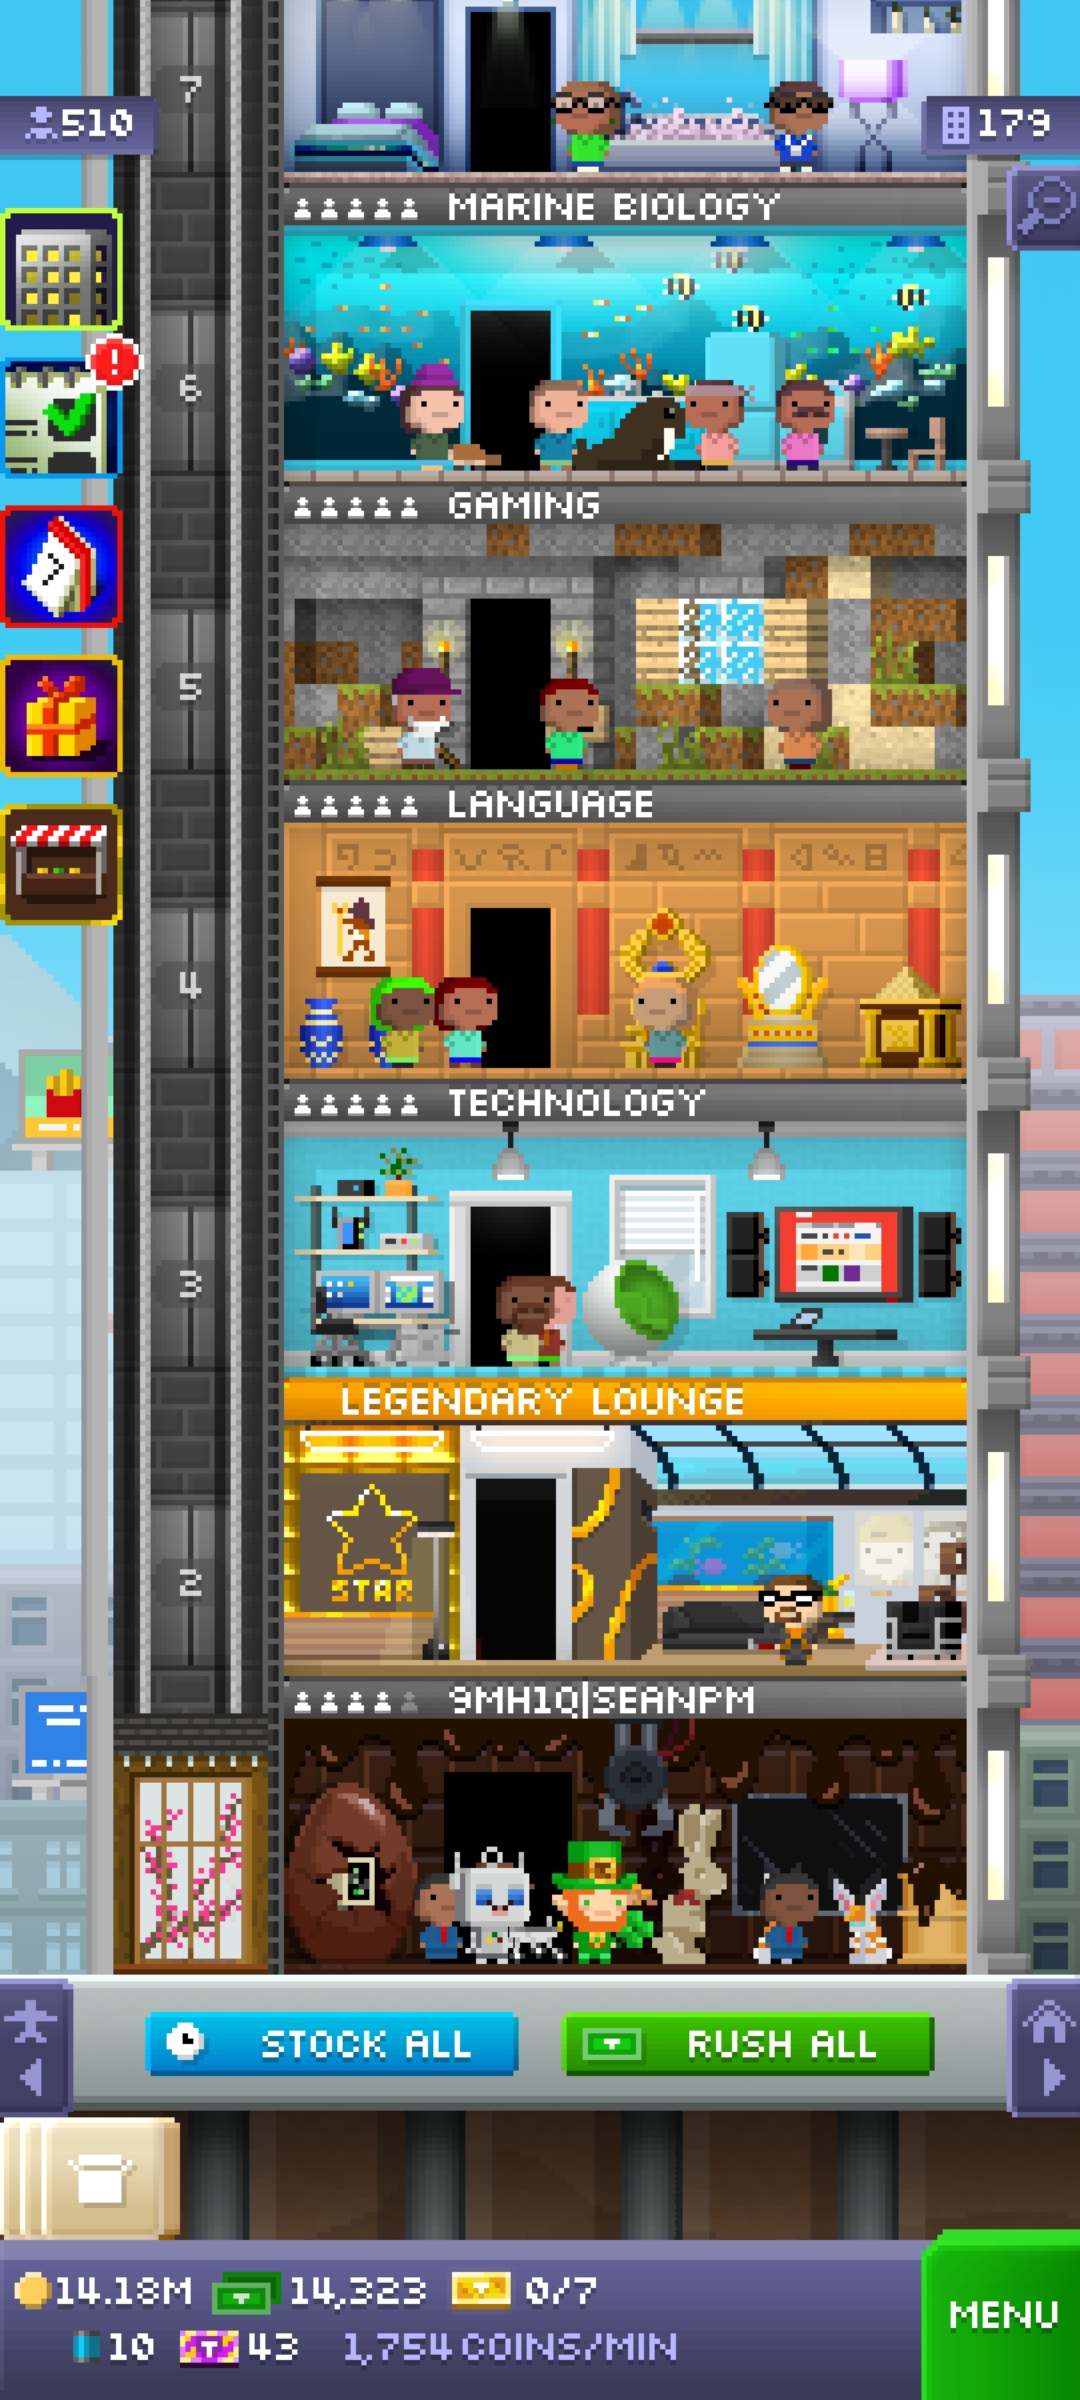 7
510
179
MARINE BIOLOGY
6
GAMING
5
LANGUAGE
4
TECHNOLOGY
3
LEGENDARY LOUNGE
STAR
2
9MH1Q|SEANPM
STOCK ALL
RUSH ALL
14.18M 14,323 0/7
10 43 1,754 COINS/MIN
MENU